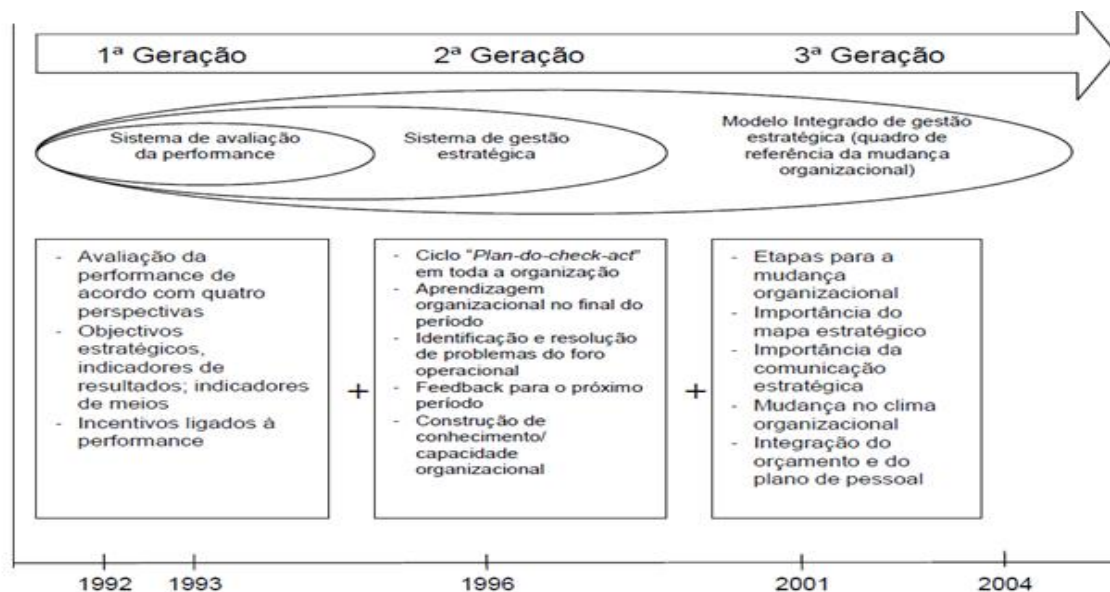 1ª Geração
2ª Geração
3ª Geração
Sistema de avaliação
da performance
Sistema de gestão
estratégica
Modelo Integrado de gestão
estratégica (quadro de
referência da mudança
organizacional)
- Avaliação da
performance de
acordo com quatro
perspectivas
- Objectivos
estratégicos,
indicadores de
resultados; indicadores
de meios
- Incentivos ligados à
performance
+
- Ciclo "Plan-do-check-act"
em toda a organização
- Aprendizagem
organizacional no final do
período
- Identificação e resolução
de problemas do foro
operacional
- Feedback para o próximo
período
- Construção de
conhecimento/
capacidade
organizacional
+
- Etapas para a
mudança
organizacional
- Importância do
mapa estratégico
- Importância da
comunicação
estratégica
- Mudança no clima
organizacional
- Integração do
orçamento e do
plano de pessoal
1992
1993
1996
2001
2004